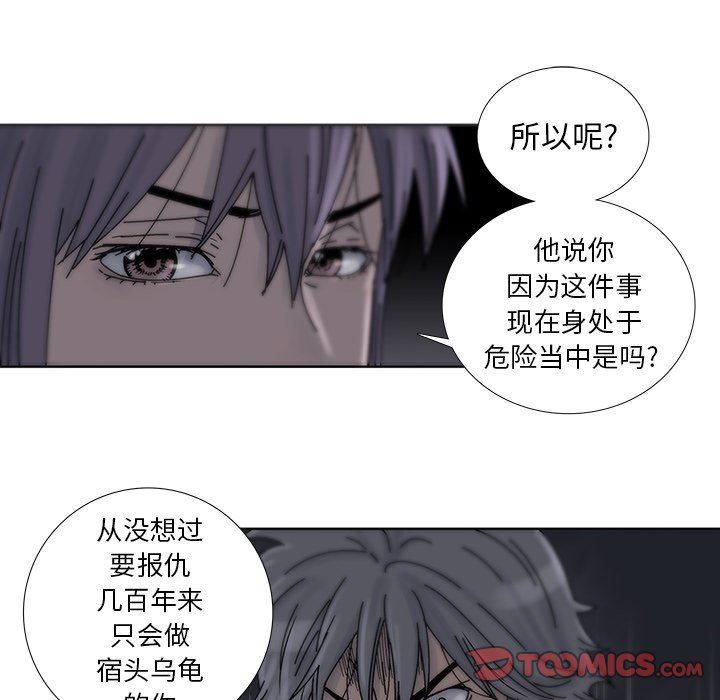 所以呢?
他说你
因为这件事
现在身处于
危险当中是吗?
从没想过
要报仇
几百年来
只会做
宿头乌龟
的你
TOOMICS.COM